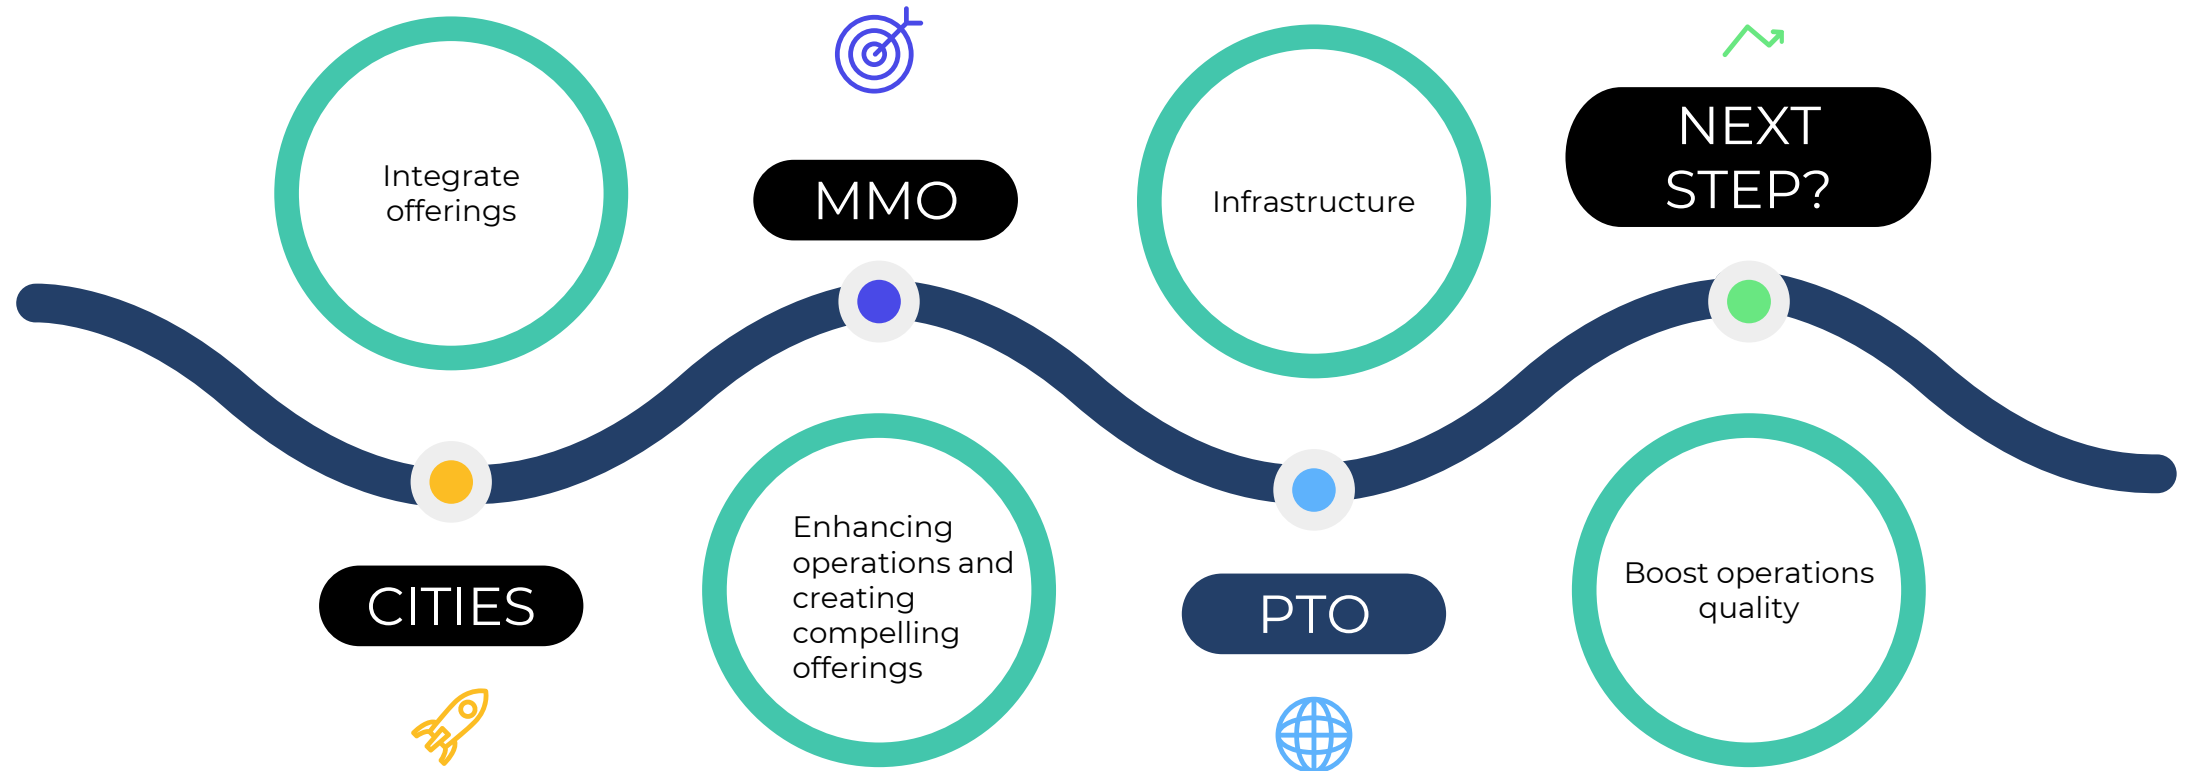 Integrate
offerings
CITIES
MMO
Enhancing
operations and
creating
compelling
offerings
Infrastructure
PTO
NEXT
STEP?
Boost operations
quality